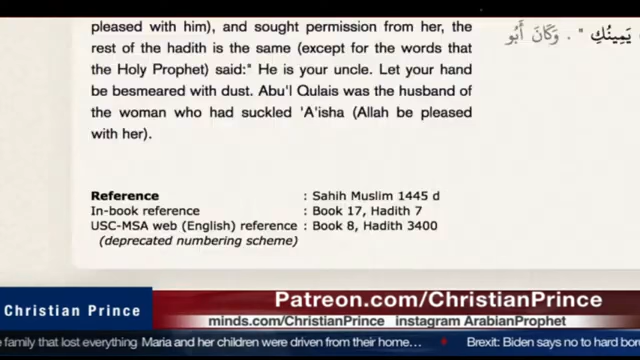 pleased with him), and sought permission from her, the
rest of the hadith is the same (except for the words that
the Holy Prophet) said:" He is your uncle. Let your hand
be besmeared with dust. Abu'l Qulais was the husband of
the woman who had suckled 'A'isha (Allah be pleased
with her).
يَمِينُكِ " . وَكَانَ أَبُو
Reference : Sahih Muslim 1445 d
In-book reference : Book 17, Hadith 7
USC-MSA web (English) reference : Book 8, Hadith 3400
(deprecated numbering scheme)
Christian Prince
Patreon.com/ChristianPrince
minds.com/ChristianPrince instagram ArabianProphet
e family that lost everything Maria and her children were driven from their home… Brexit: Biden says no to hard bor